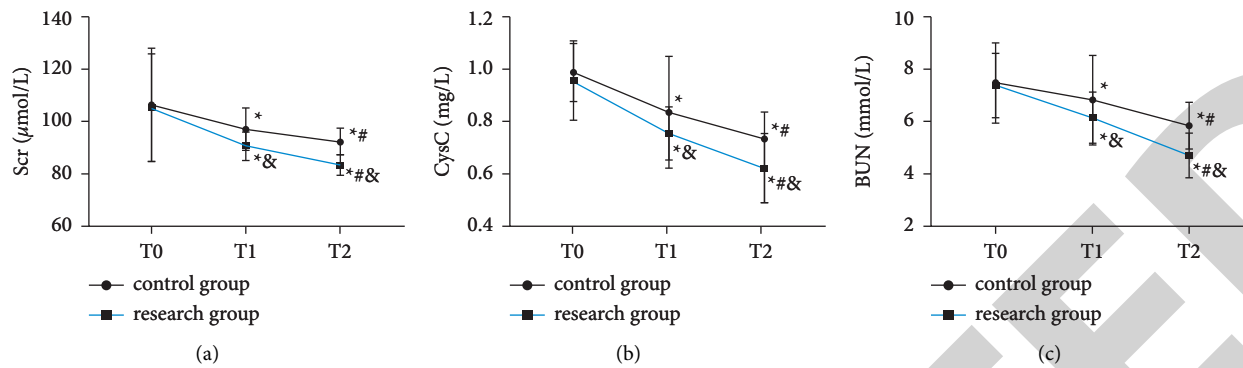 140
120
100
80
60
Scr (μmol/L)
*
*#
*&
*#&
T0 T1 T2
control group
research group
(a)
1.2
1.0
0.8
0.6
0.4
CysC (mg/L)
*
*#
*&
*#&
T0 T1 T2
control group
research group
(b)
10
8
6
4
2
BUN (mmol/L)
*
*#
*&
*#&
T0 T1 T2
control group
research group
(c)